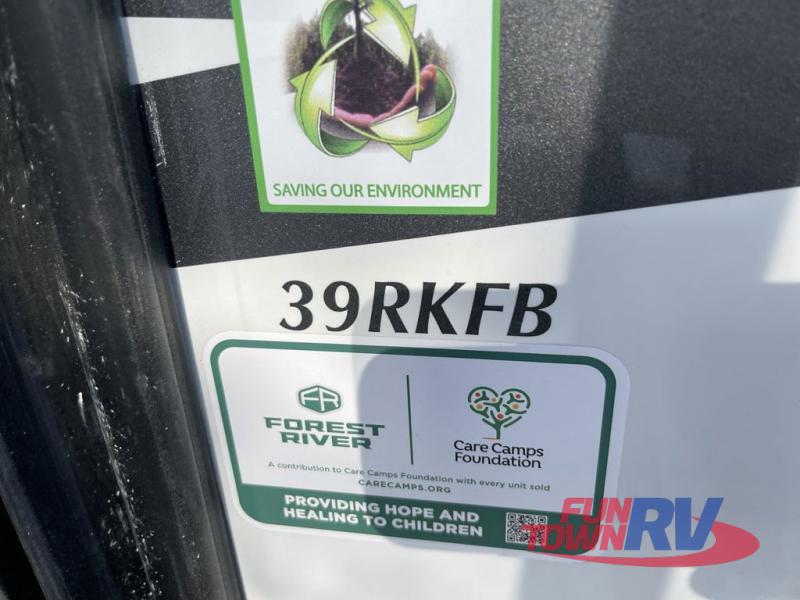 SAVING OUR ENVIRONMENT
39RKFB
FR
FOREST
RIVER
Care Camps
Foundation
A contribution to Care Camps Foundation with every unit sold
CARECAMPS.ORG
PROVIDING HOPE AND
HEALING TO CHILDREN
FUN
TOWN
RV